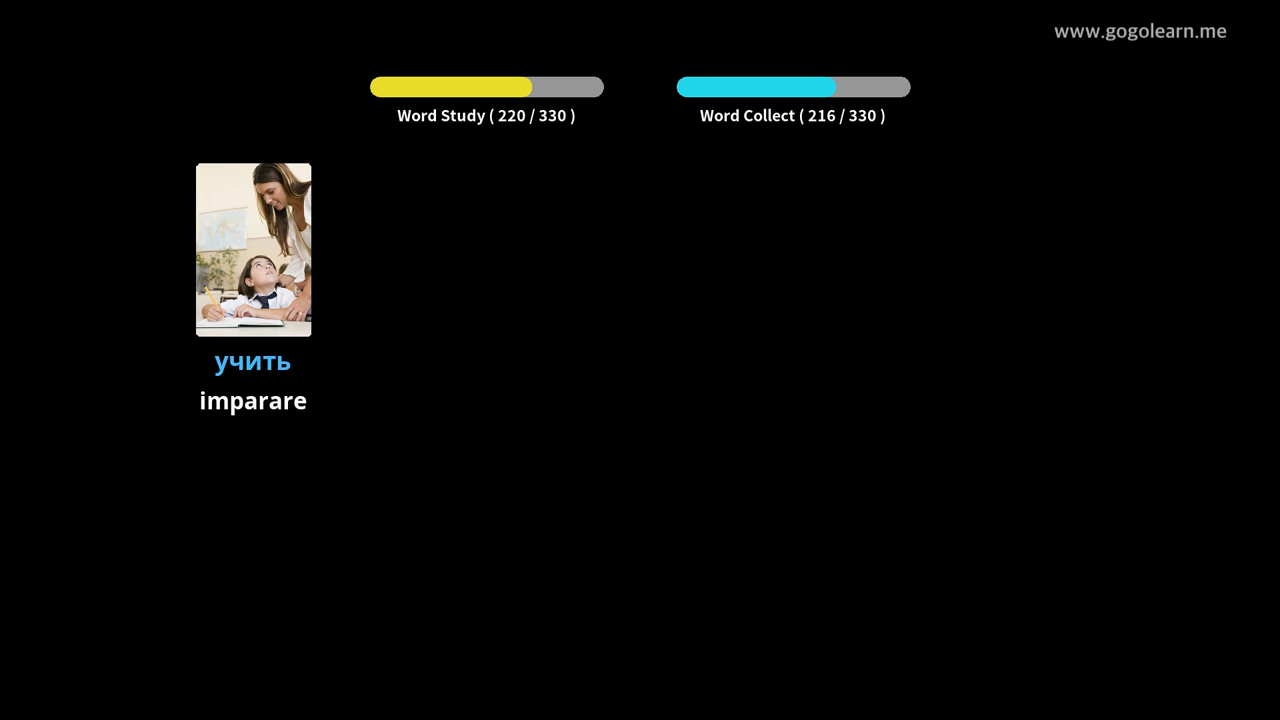 www.gogolearn.me
Word Study ( 220 / 330 )
Word Collect ( 216 / 330 )
учить
imparare